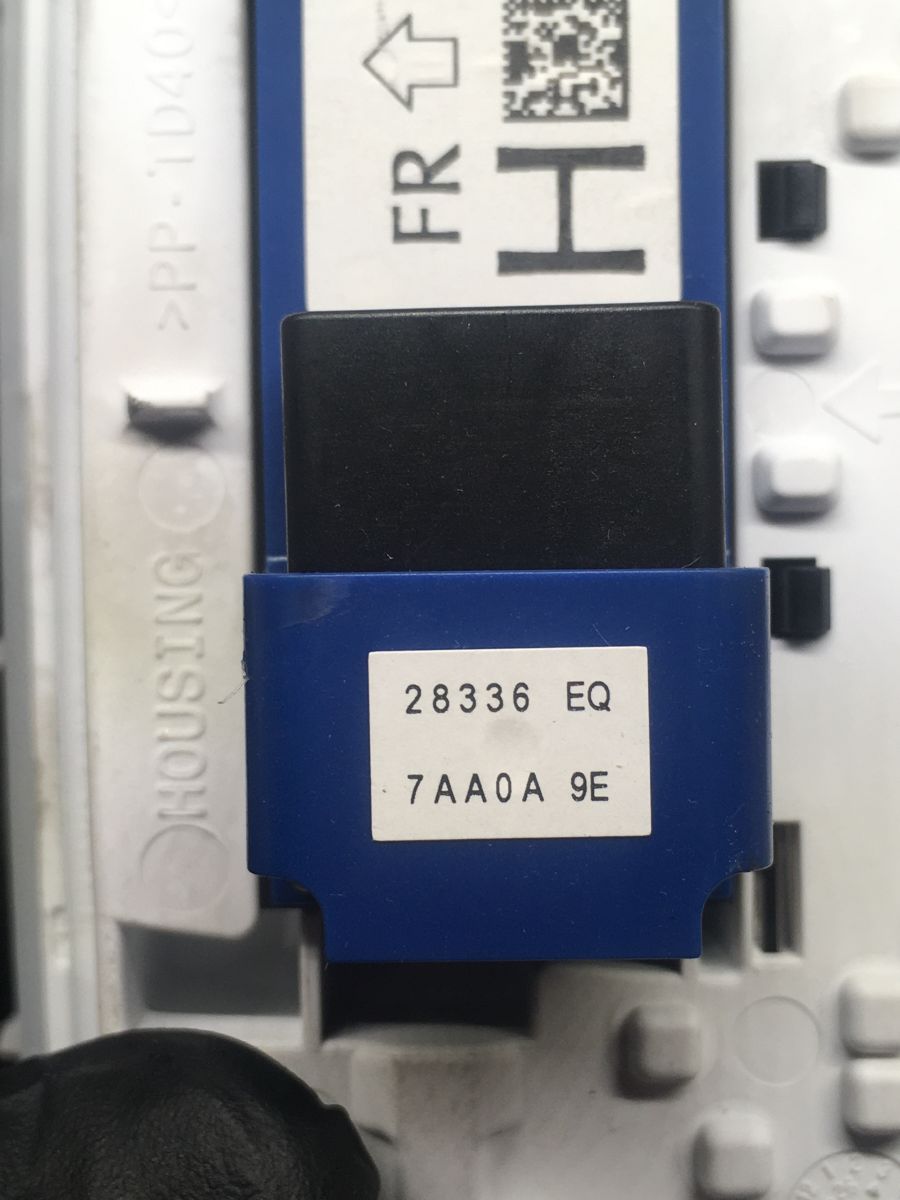 >PP-TD40
FR
H
HOUSING
28336 EQ
7AA0A 9E